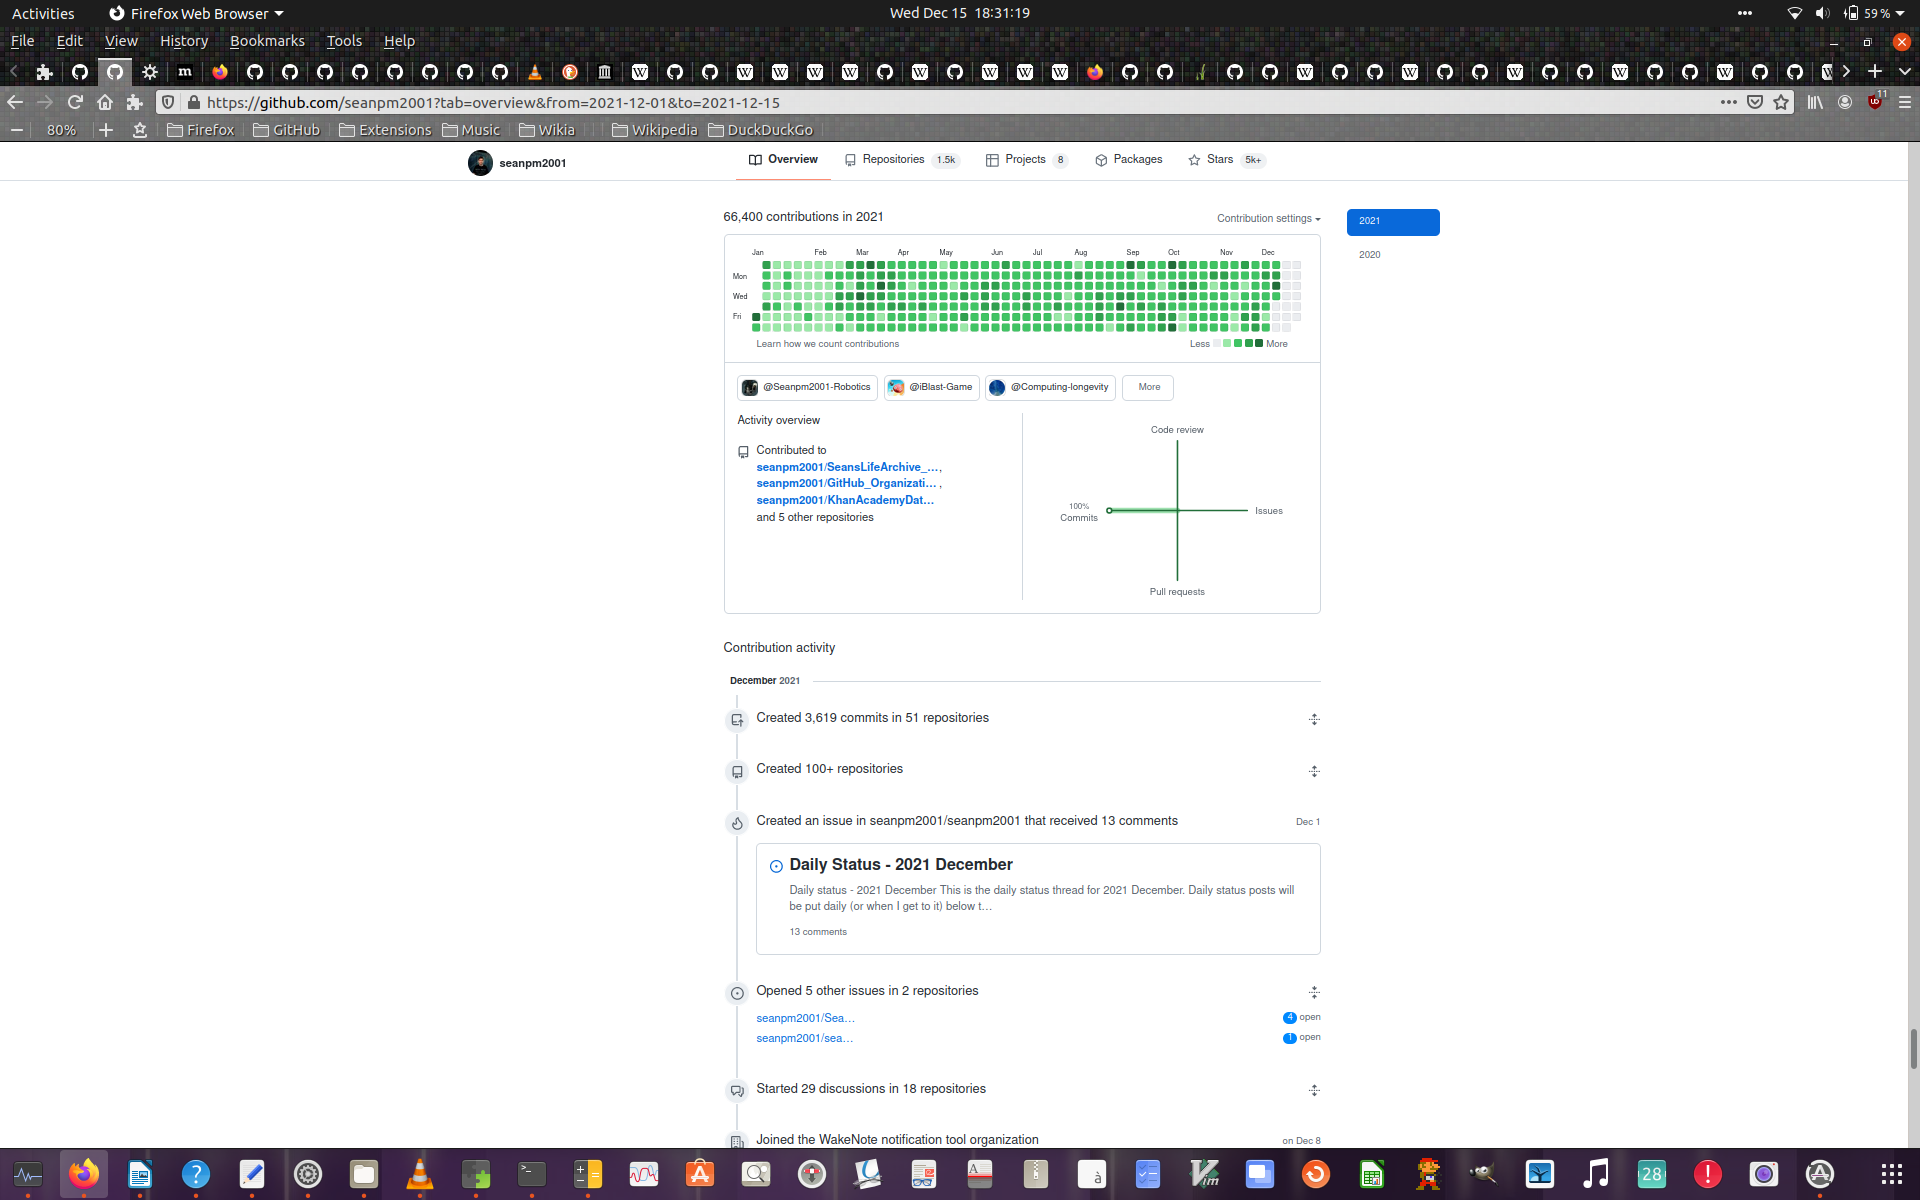 Activities Firefox Web Browser Wed Dec 15 18:31:19 59 %
File Edit View History Bookmarks Tools Help
https://github.com/seanpm2001?tab=overview&from=2021-12-01&to=2021-12-15 11
80% Firefox GitHub Extensions Music Wikia Wikipedia DuckDuckGo
seanpm2001 Overview Repositories 1.5k Projects 8 Packages Stars 5k+
66,400 contributions in 2021 Contribution settings 2021
2020
Jan Feb Mar Apr May Jun Jul Aug Sep Oct Nov Dec
Mon
Wed
Fri
Learn how we count contributions Less More
@Seanpm2001-Robotics @iBlast-Game @Computing-longevity More
Activity overview
Contributed to
seanpm2001/SeansLifeArchive_…,
seanpm2001/GitHub_Organizati… ,
seanpm2001/KhanAcademyDat…
and 5 other repositories
Code review
100%
Commits
Issues
Pull requests
Contribution activity
December 2021
Created 3,619 commits in 51 repositories
Created 100+ repositories
Created an issue in seanpm2001/seanpm2001 that received 13 comments Dec 1
Daily Status - 2021 December
Daily status - 2021 December This is the daily status thread for 2021 December. Daily status posts will
be put daily (or when I get to it) below t…
13 comments
Opened 5 other issues in 2 repositories
seanpm2001/Sea… 4 open
seanpm2001/sea… 1 open
Started 29 discussions in 18 repositories
Joined the WakeNote notification tool organization on Dec 8
28